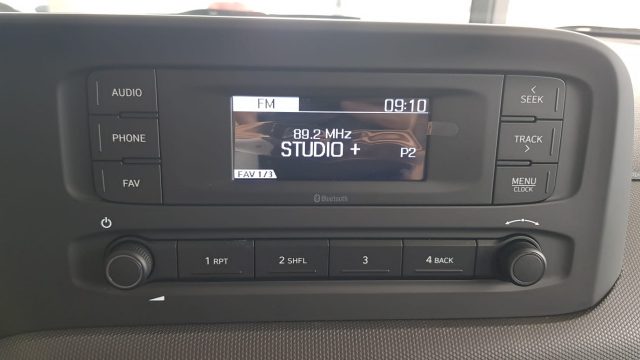 AUDIO
PHONE
FAV
FM 09:10
89.2 MHz
STUDIO + P2
FAV 1/3
Bluetooth
< SEEK
TRACK >
MENU
CLOCK
1 RPT
2 SHFL
3
4 BACK